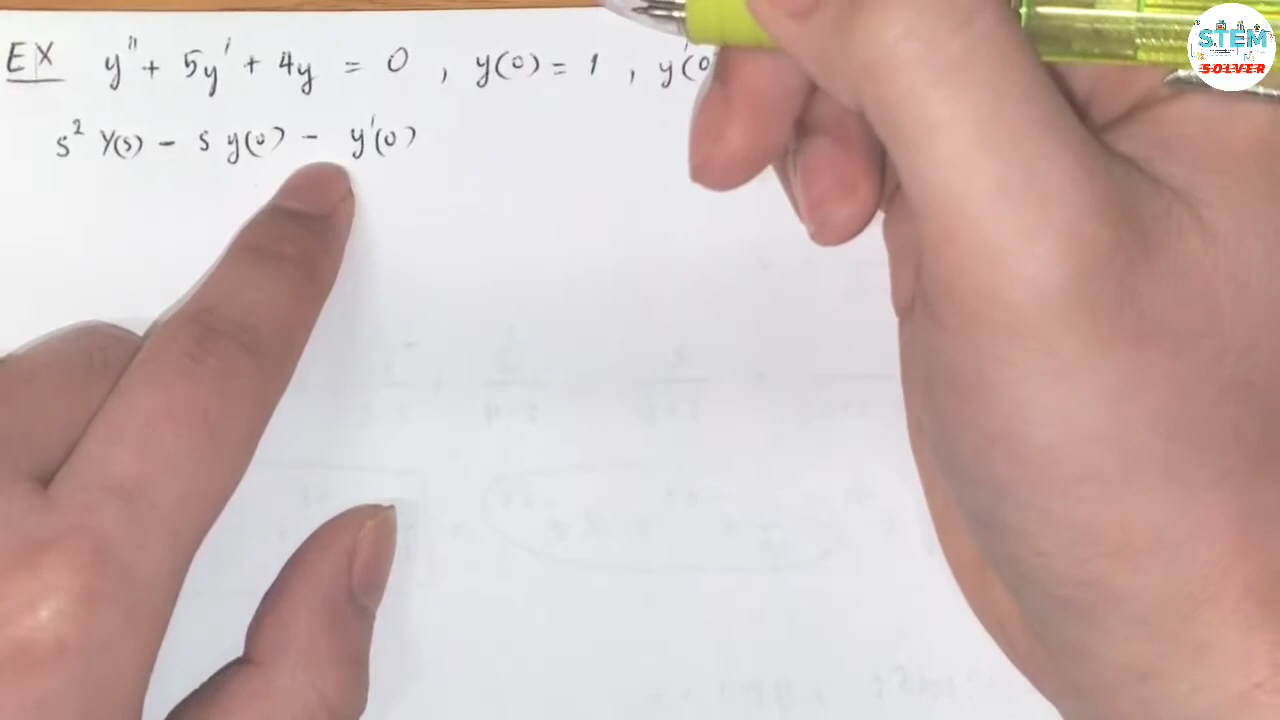 EX y'' + 5y' + 4y = 0 , y(0) = 1 , y'(0
s² Y(s) - s y(0) - y'(0)
STEM
SOLVER